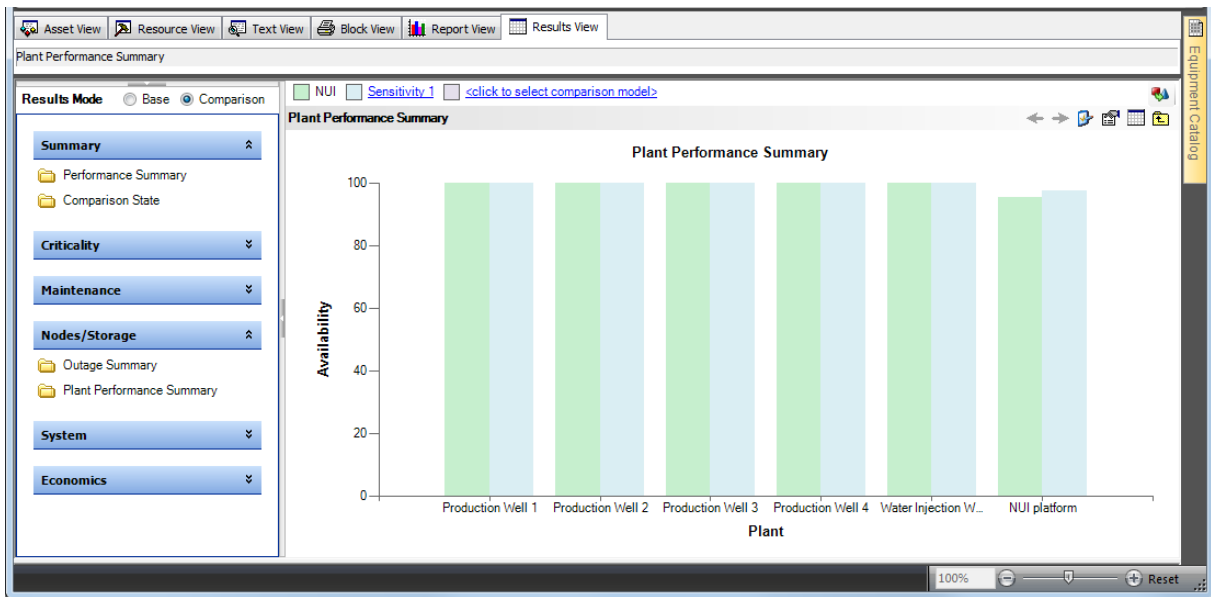 Asset View Resource View Text View Block View Report View Results View
Plant Performance Summary
Results Mode Base Comparison
NUI Sensitivity 1 <click to select comparison model>
Plant Performance Summary
Summary
Performance Summary
Comparison State
Criticality
Maintenance
Nodes/Storage
Outage Summary
Plant Performance Summary
System
Economics
Plant Performance Summary
100
80
60
40
20
0
Availability
Production Well 1 Production Well 2 Production Well 3 Production Well 4 Water Injection W... NUI platform
Plant
Equipment Catalog
100% Reset